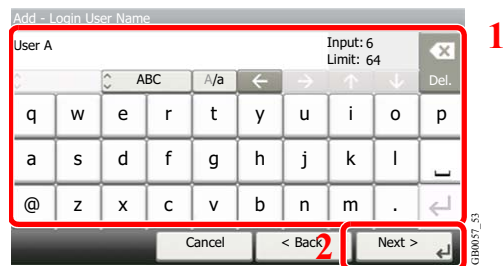 Add - Login User Name
1
User A
Input: 6
Limit: 64
ABC
A/a
←
→
↑
↓
Del.
q w e r t y u i o p
a s d f g h j k l _
@ z x c v b n m .
Cancel
< Back
2
Next >
GB0057_53